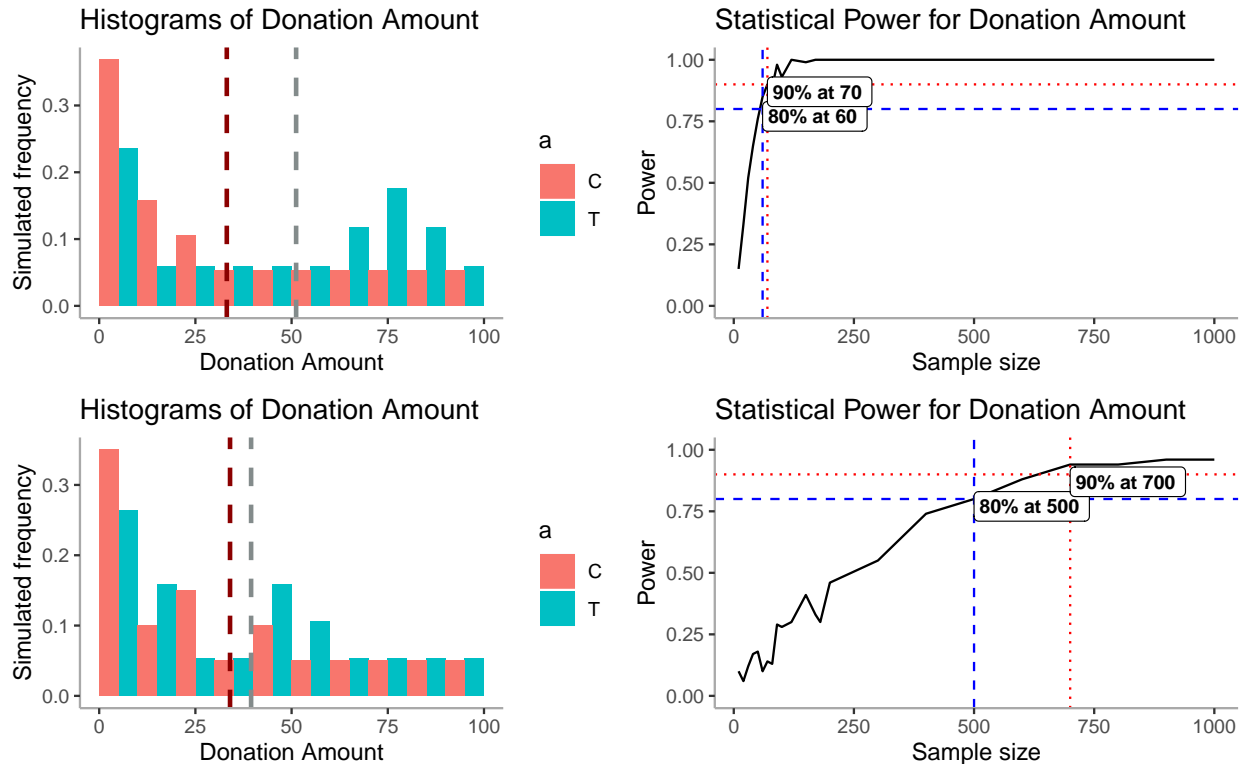 Histograms of Donation Amount
Simulated frequency
0.3
0.2
0.1
0.0
0
25
50
75
100
Donation Amount
a
C
T
Statistical Power for Donation Amount
Power
1.00
0.75
0.50
0.25
0.00
90% at 70
80% at 60
0
250
500
750
1000
Sample size
Histograms of Donation Amount
Simulated frequency
0.3
0.2
0.1
0.0
0
25
50
75
100
Donation Amount
a
C
T
Statistical Power for Donation Amount
Power
1.00
0.75
0.50
0.25
0.00
90% at 700
80% at 500
0
250
500
750
1000
Sample size